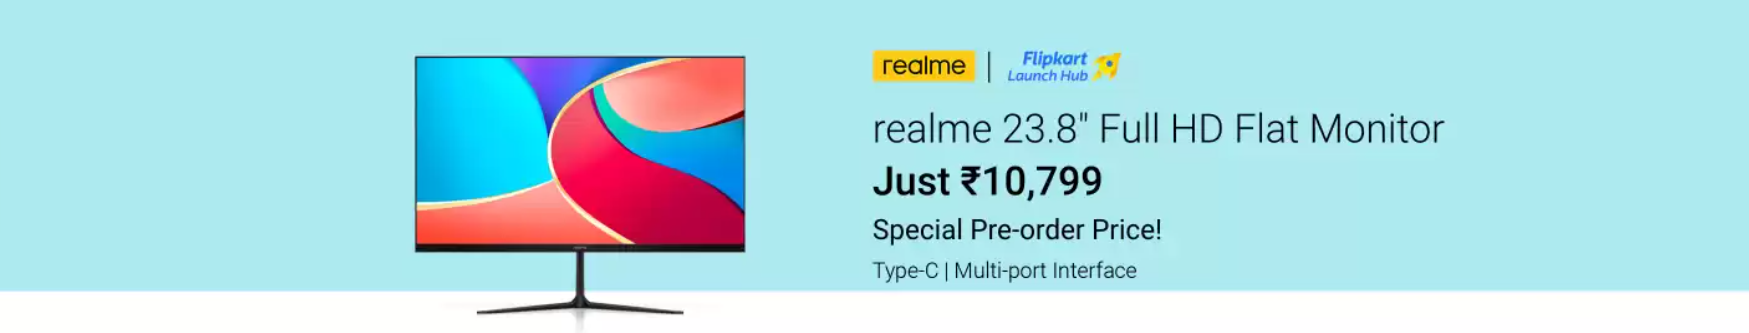 realme | Flipkart
Launch Hub
realme 23.8" Full HD Flat Monitor
Just ₹10,799
Special Pre-order Price!
Type-C | Multi-port Interface